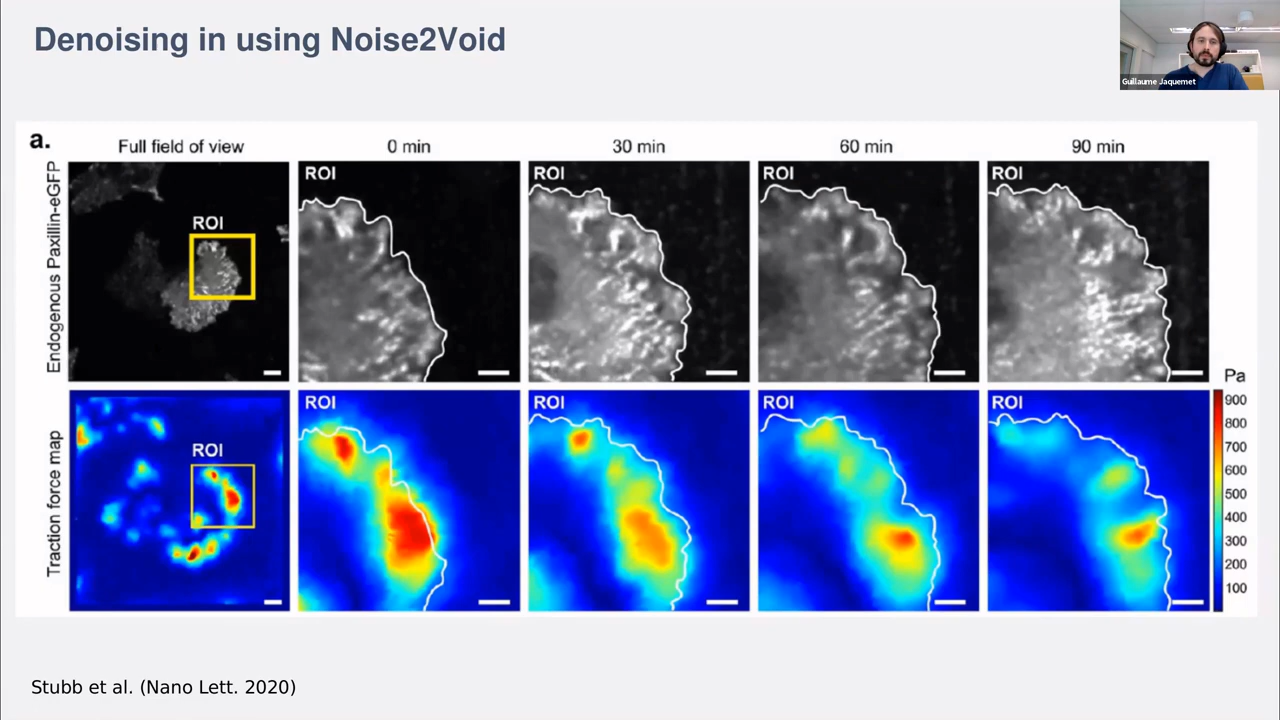 Denoising in using Noise2Void
Guillaume Jaquemet
a.
Full field of view
0 min
30 min
60 min
90 min
Endogenous Paxillin-eGFP
ROI
ROI
ROI
ROI
ROI
Traction force map
ROI
ROI
ROI
ROI
ROI
Pa
900
800
700
600
500
400
300
200
100
Stubb et al. (Nano Lett. 2020)